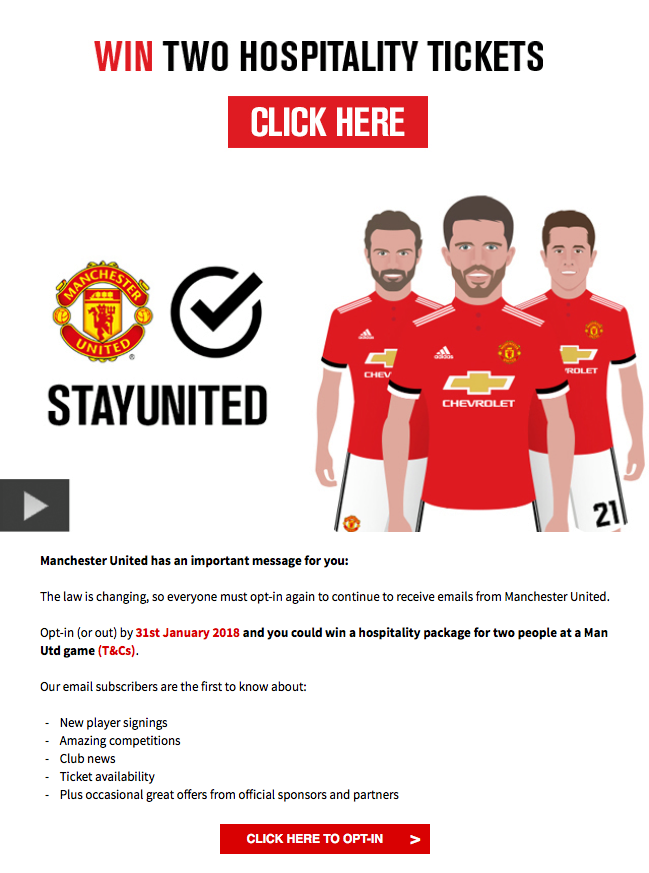 WIN TWO HOSPITALITY TICKETS
CLICK HERE
MANCHESTER
UNITED
®
STAYUNITED
adidas
CHEV
adidas
CHEVROLET
ROLET
21
Manchester United has an important message for you:
The law is changing, so everyone must opt-in again to continue to receive emails from Manchester United.
Opt-in (or out) by 31st January 2018 and you could win a hospitality package for two people at a Man
Utd game (T&Cs).
Our email subscribers are the first to know about:
- New player signings
- Amazing competitions
- Club news
- Ticket availability
- Plus occasional great offers from official sponsors and partners
CLICK HERE TO OPT-IN >